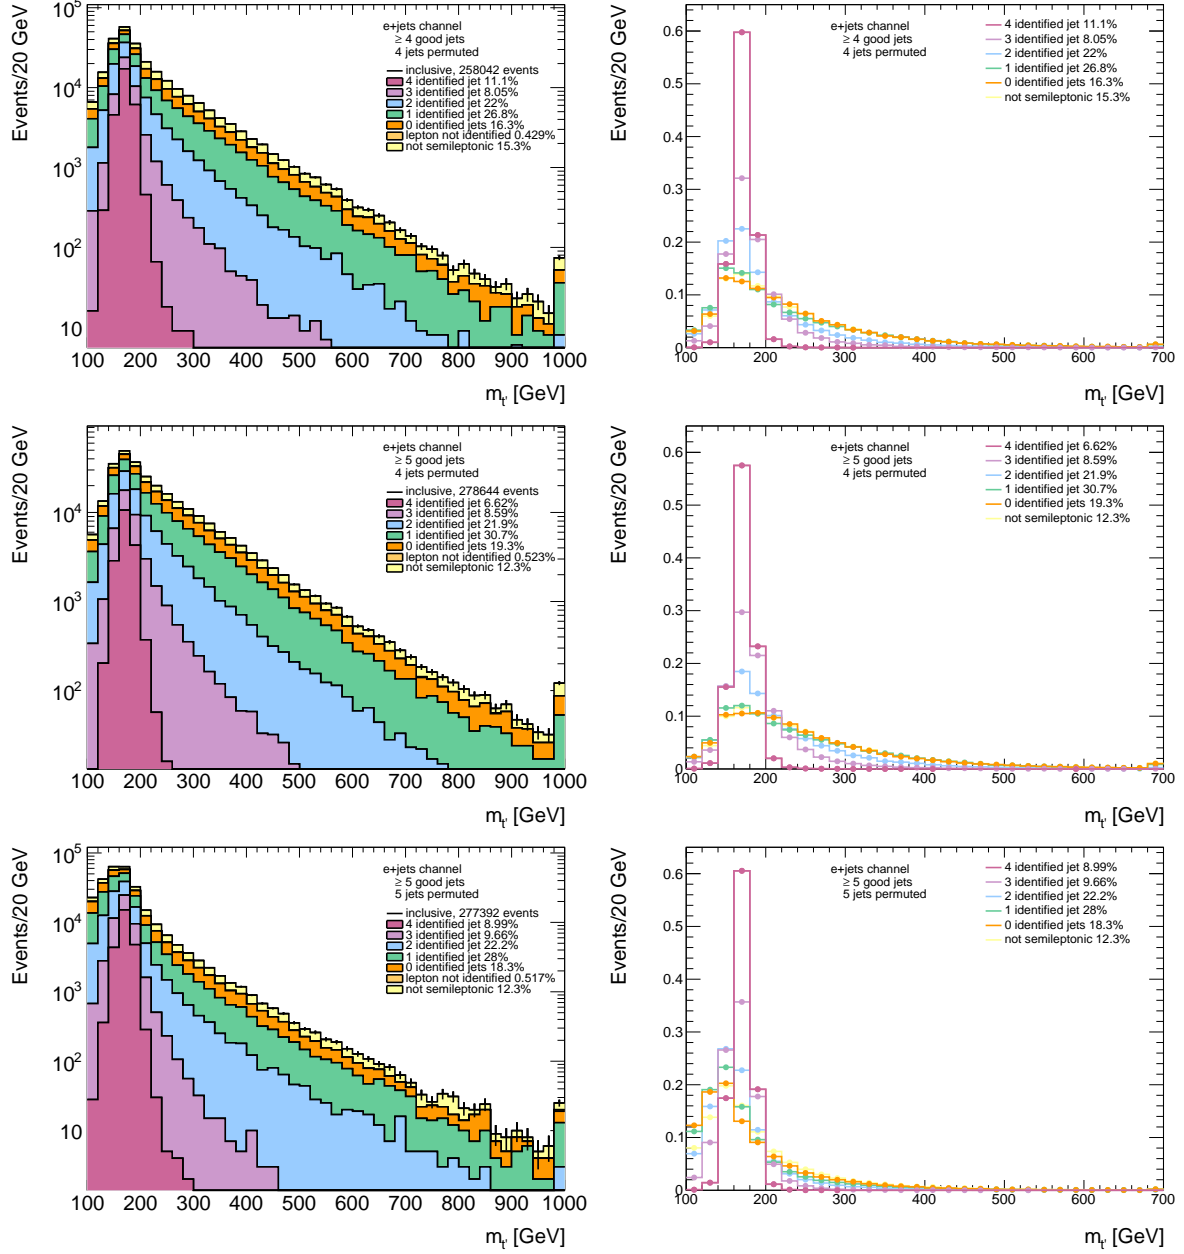 Events/20 GeV
e+jets channel
≥ 4 good jets
4 jets permuted
inclusive, 258042 events
4 identified jet 11.1%
3 identified jet 8.05%
2 identified jet 22%
1 identified jet 26.8%
0 identified jets 16.3%
lepton not identified 0.429%
not semileptonic 15.3%
10^5
10^4
10^3
10^2
10
100 200 300 400 500 600 700 800 900 1000
m_t' [GeV]
Events/20 GeV
e+jets channel
≥ 4 good jets
4 jets permuted
4 identified jet 11.1%
3 identified jet 8.05%
2 identified jet 22%
1 identified jet 26.8%
0 identified jets 16.3%
not semileptonic 15.3%
0.6
0.5
0.4
0.3
0.2
0.1
0
100 200 300 400 500 600 700
m_t' [GeV]
Events/20 GeV
e+jets channel
≥ 5 good jets
4 jets permuted
inclusive, 278644 events
4 identified jet 6.62%
3 identified jet 8.59%
2 identified jet 21.9%
1 identified jet 30.7%
0 identified jets 19.3%
lepton not identified 0.523%
not semileptonic 12.3%
10^4
10^3
10^2
100 200 300 400 500 600 700 800 900 1000
m_t' [GeV]
Events/20 GeV
e+jets channel
≥ 5 good jets
4 jets permuted
4 identified jet 6.62%
3 identified jet 8.59%
2 identified jet 21.9%
1 identified jet 30.7%
0 identified jets 19.3%
not semileptonic 12.3%
0.6
0.5
0.4
0.3
0.2
0.1
0
100 200 300 400 500 600 700
m_t' [GeV]
Events/20 GeV
e+jets channel
≥ 5 good jets
5 jets permuted
inclusive, 277392 events
4 identified jet 8.99%
3 identified jet 9.66%
2 identified jet 22.2%
1 identified jet 28%
0 identified jets 18.3%
lepton not identified 0.517%
not semileptonic 12.3%
10^5
10^4
10^3
10^2
10
100 200 300 400 500 600 700 800 900 1000
m_t' [GeV]
Events/20 GeV
e+jets channel
≥ 5 good jets
5 jets permuted
4 identified jet 8.99%
3 identified jet 9.66%
2 identified jet 22.2%
1 identified jet 28%
0 identified jets 18.3%
not semileptonic 12.3%
0.6
0.5
0.4
0.3
0.2
0.1
0
100 200 300 400 500 600 700
m_t' [GeV]